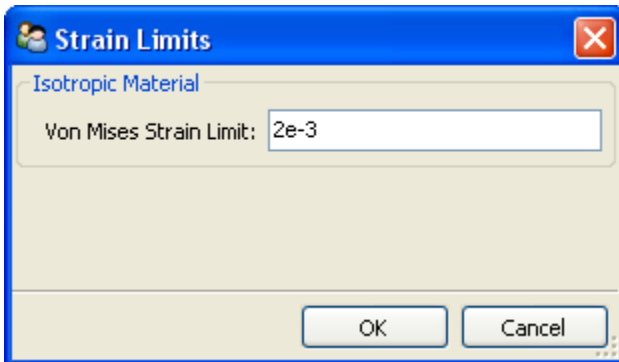 Strain Limits
Isotropic Material
Von Mises Strain Limit: 2e-3
OK Cancel